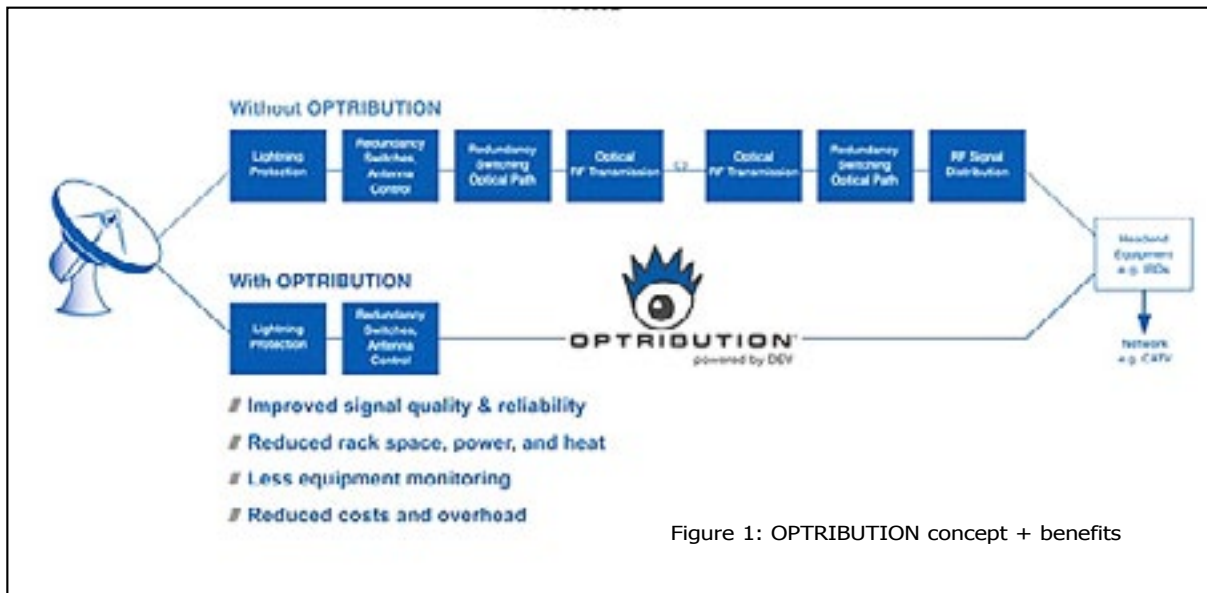 Without OPTRIBUTION
Lightning
Protection
Redundancy
Switches,
Antenna
Control
Redundancy
Switching
Optical Path
Optical
RF Transmission
Optical
RF Transmission
Redundancy
Switching
Optical Path
RF Signal
Distribution
Headend
Equipment
e.g. IRDs
Network
e.g. CATV
With OPTRIBUTION
Lightning
Protection
Redundancy
Switches,
Antenna
Control
OPTRIBUTION
powered by DEV
// Improved signal quality & reliability
// Reduced rack space, power, and heat
// Less equipment monitoring
// Reduced costs and overhead
Figure 1: OPTRIBUTION concept + benefits